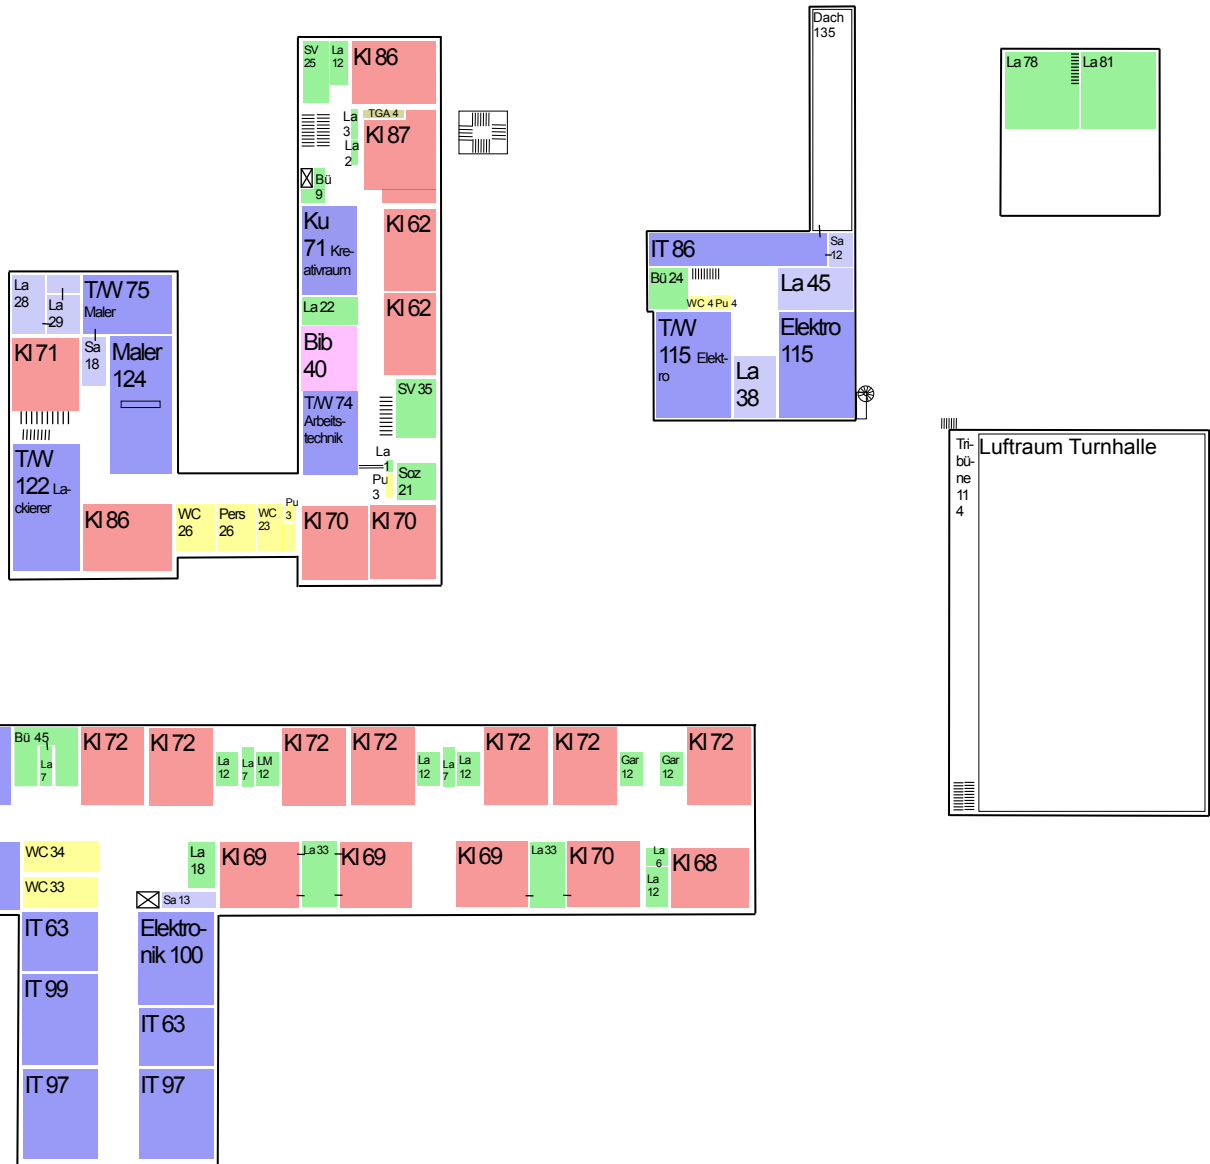 SV
25
La
12
Kl 86
TGA 4
La
3
Kl 87
La
2
Bü
9
Ku
71 Kre-
ativraum
Kl 62
La 22
Kl 62
Bib
40
T/W 74
Arbeits-
technik
SV 35
La
1
Pu
3
Soz
21
Kl 70
Kl 70
La
28
La
29
T/W 75
Maler
Kl 71
Sa
18
Maler
124
T/W
122 La-
ckierer
Kl 86
WC
26
Pers
26
WC
23
Pu
3
Dach
135
IT 86
Sa
12
Bü 24
WC 4 Pu 4
La 45
T/W
115 Elekt-
ro
La
38
Elektro
115
La 78
La 81
Tri-
bü-
ne
11
4
Luftraum Turnhalle
Bü 45
La
7
Kl 72
Kl 72
La
12
La
7
LM
12
Kl 72
Kl 72
La
12
La
7
La
12
Kl 72
Kl 72
Gar
12
Gar
12
Kl 72
WC 34
WC 33
La
18
Sa 13
Kl 69
La 33
Kl 69
Kl 69
La 33
Kl 70
La
6
La
12
Kl 68
IT 63
Elektro-
nik 100
IT 99
IT 63
IT 97
IT 97